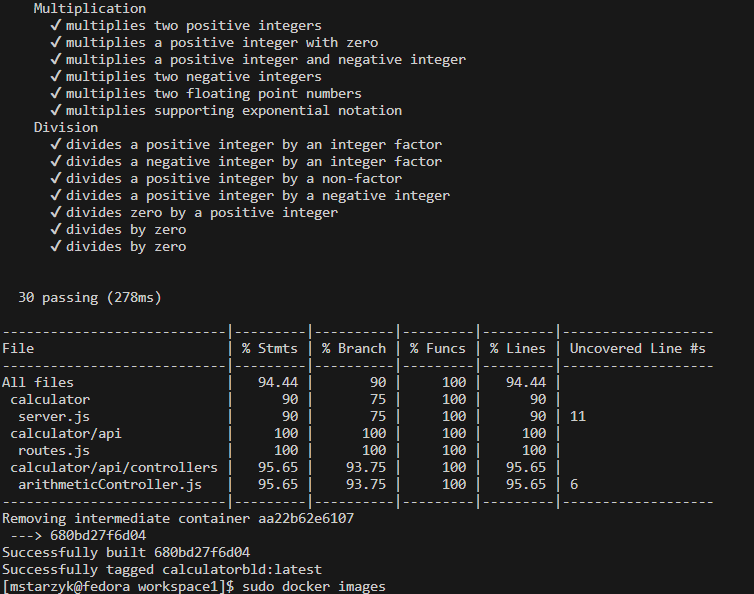 Multiplication
✓ multiplies two positive integers
✓ multiplies a positive integer with zero
✓ multiplies a positive integer and negative integer
✓ multiplies two negative integers
✓ multiplies two floating point numbers
✓ multiplies supporting exponential notation
Division
✓ divides a positive integer by an integer factor
✓ divides a negative integer by an integer factor
✓ divides a positive integer by a non-factor
✓ divides a positive integer by a negative integer
✓ divides zero by a positive integer
✓ divides by zero
✓ divides by zero
30 passing (278ms)
----------------------------|---------|----------|---------|---------|-------------------
File                        | % Stmts | % Branch | % Funcs | % Lines | Uncovered Line #s
----------------------------|---------|----------|---------|---------|-------------------
All files                   |   94.44 |       90 |     100 |   94.44 |
 calculator                 |      90 |       75 |     100 |      90 |
  server.js                 |      90 |       75 |     100 |      90 | 11
 calculator/api             |     100 |      100 |     100 |     100 |
  routes.js                 |     100 |      100 |     100 |     100 |
 calculator/api/controllers |   95.65 |    93.75 |     100 |   95.65 |
  arithmeticController.js   |   95.65 |    93.75 |     100 |   95.65 | 6
----------------------------|---------|----------|---------|---------|-------------------
Removing intermediate container aa22b62e6107
 ---> 680bd27f6d04
Successfully built 680bd27f6d04
Successfully tagged calculatorbld:latest
[mstarzyk@fedora workspace1]$ sudo docker images